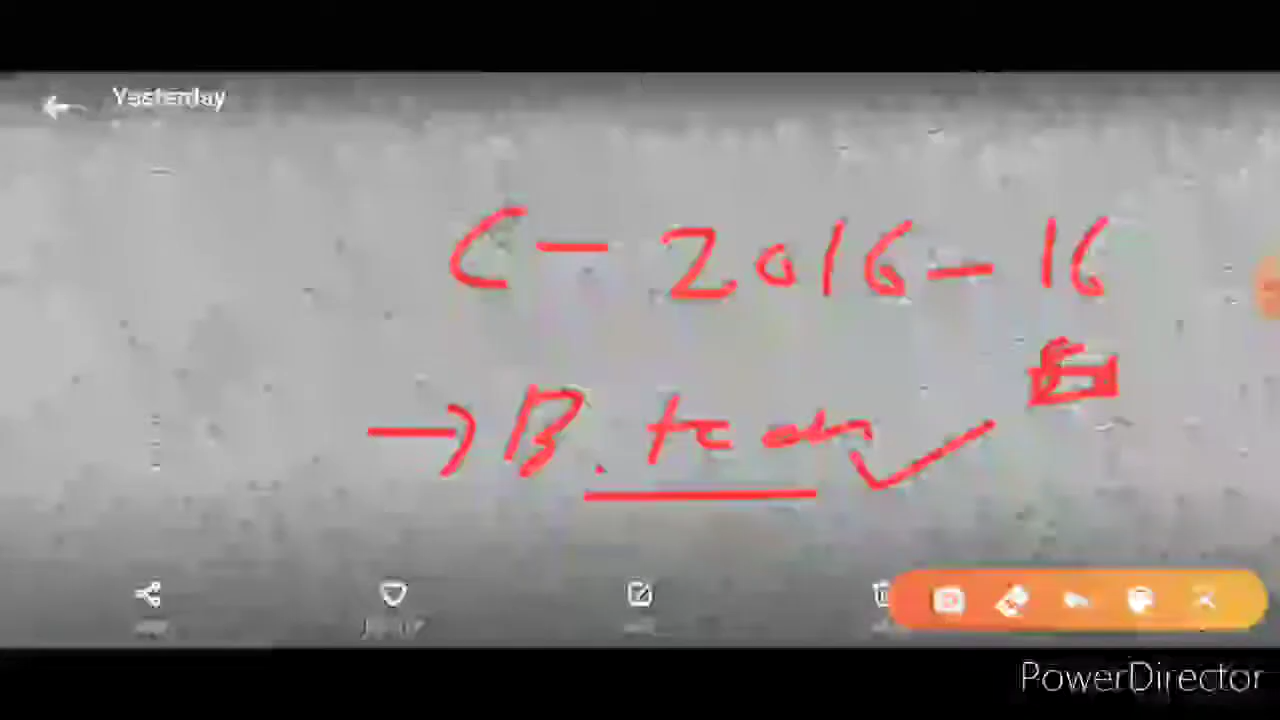 Yesterday
C - 2016 - 16
→ B. tech ✓
PowerDirector